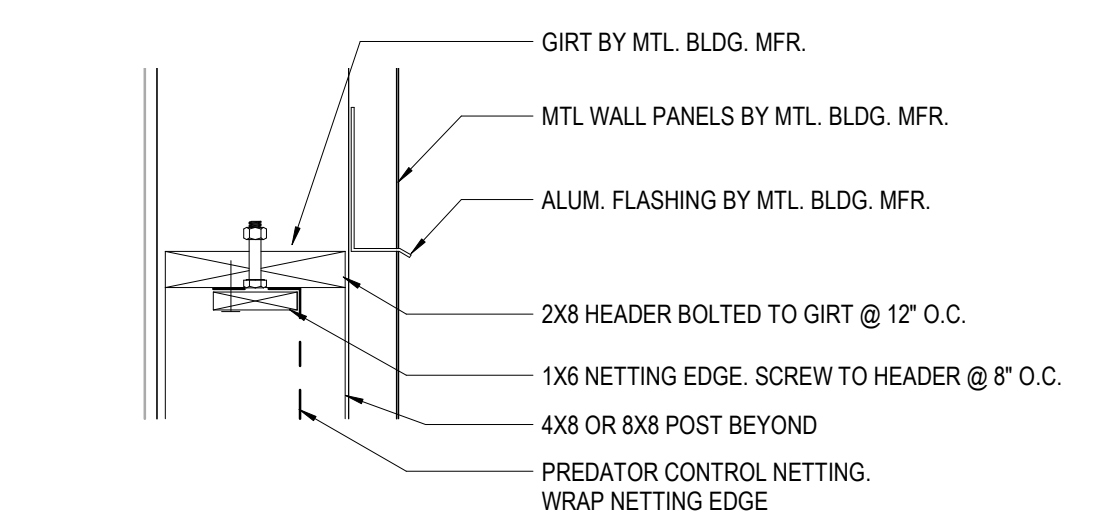 GIRT BY MTL. BLDG. MFR.
MTL WALL PANELS BY MTL. BLDG. MFR.
ALUM. FLASHING BY MTL. BLDG. MFR.
2X8 HEADER BOLTED TO GIRT @ 12" O.C.
1X6 NETTING EDGE. SCREW TO HEADER @ 8" O.C.
4X8 OR 8X8 POST BEYOND
PREDATOR CONTROL NETTING.
WRAP NETTING EDGE